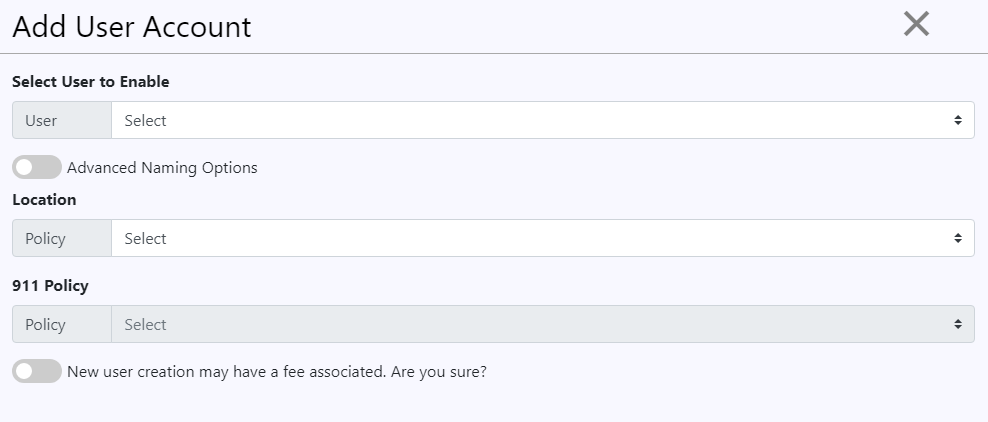 Add User Account
Select User to Enable
User Select
Advanced Naming Options
Location
Policy Select
911 Policy
Policy Select
New user creation may have a fee associated. Are you sure?